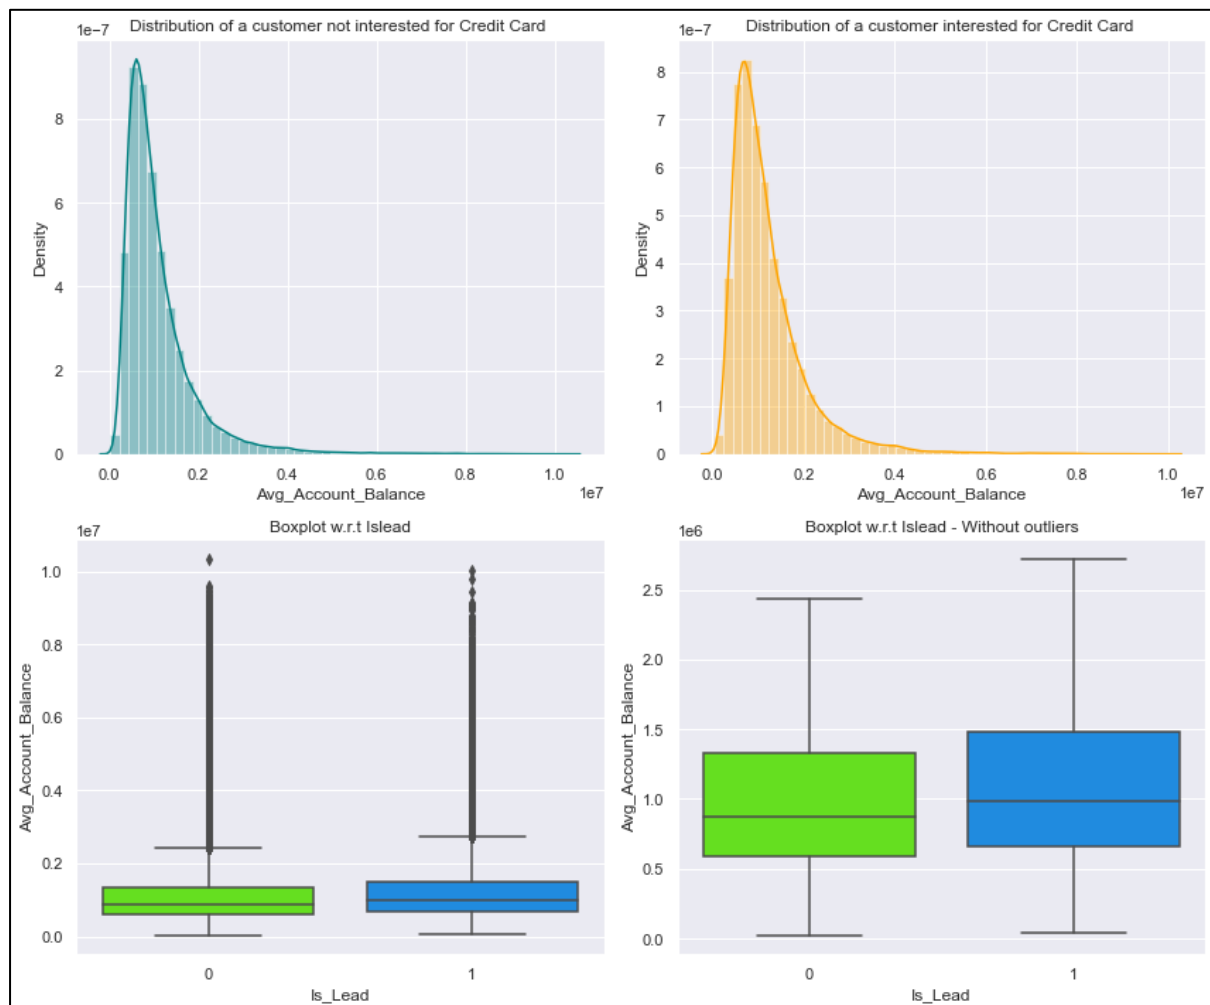 Distribution of a customer not interested for Credit Card
1e−7
8
6
4
2
0
Density
0.0 0.2 0.4 0.6 0.8 1.0
1e7
Avg_Account_Balance
Distribution of a customer interested for Credit Card
1e−7
8
7
6
5
4
3
2
1
0
Density
0.0 0.2 0.4 0.6 0.8 1.0
1e7
Avg_Account_Balance
Boxplot w.r.t Islead
1e7
1.0
0.8
0.6
0.4
0.2
0.0
Avg_Account_Balance
0 1
Is_Lead
Boxplot w.r.t Islead - Without outliers
1e6
2.5
2.0
1.5
1.0
0.5
0.0
Avg_Account_Balance
0 1
Is_Lead